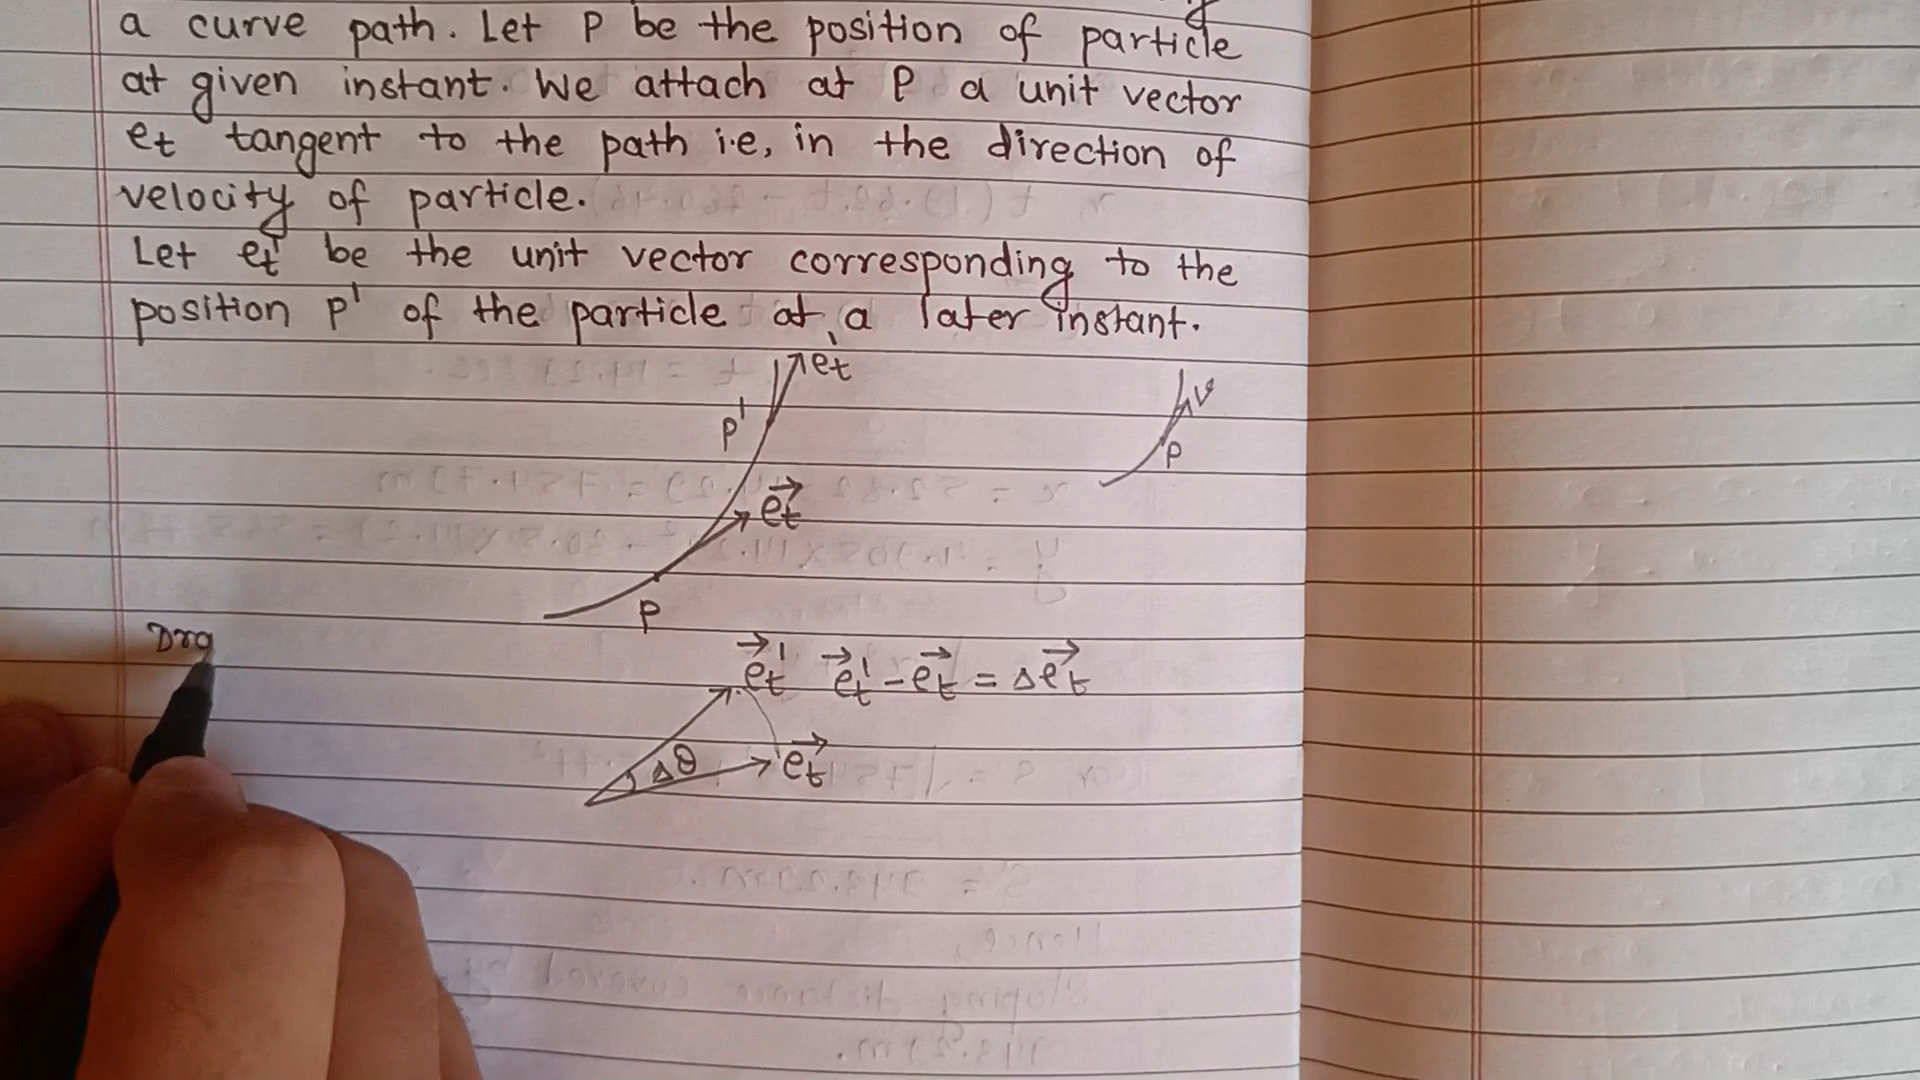 a curve path. Let P be the position of particle
at given instant. We attach at P a unit vector
et tangent to the path i.e, in the direction of
velocity of particle.
Let et' be the unit vector corresponding to the
position P' of the particle at a later instant.
et'
P'
v
P
et→
P
et'→ et'→ - et→ = Δet→
Δθ et→
Dra